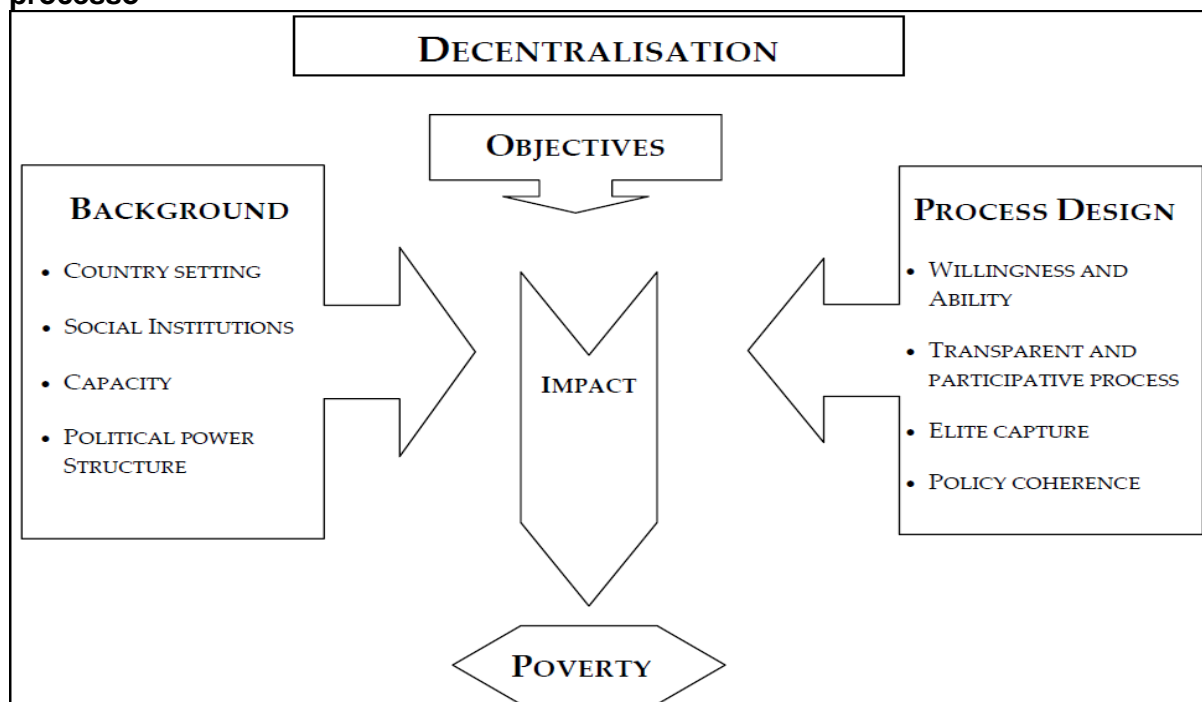 processo
DECENTRALISATION
OBJECTIVES
BACKGROUND
• COUNTRY SETTING
• SOCIAL INSTITUTIONS
• CAPACITY
• POLITICAL POWER
STRUCTURE
IMPACT
PROCESS DESIGN
• WILLINGNESS AND
ABILITY
• TRANSPARENT AND
PARTICIPATIVE PROCESS
• ELITE CAPTURE
• POLICY COHERENCE
POVERTY